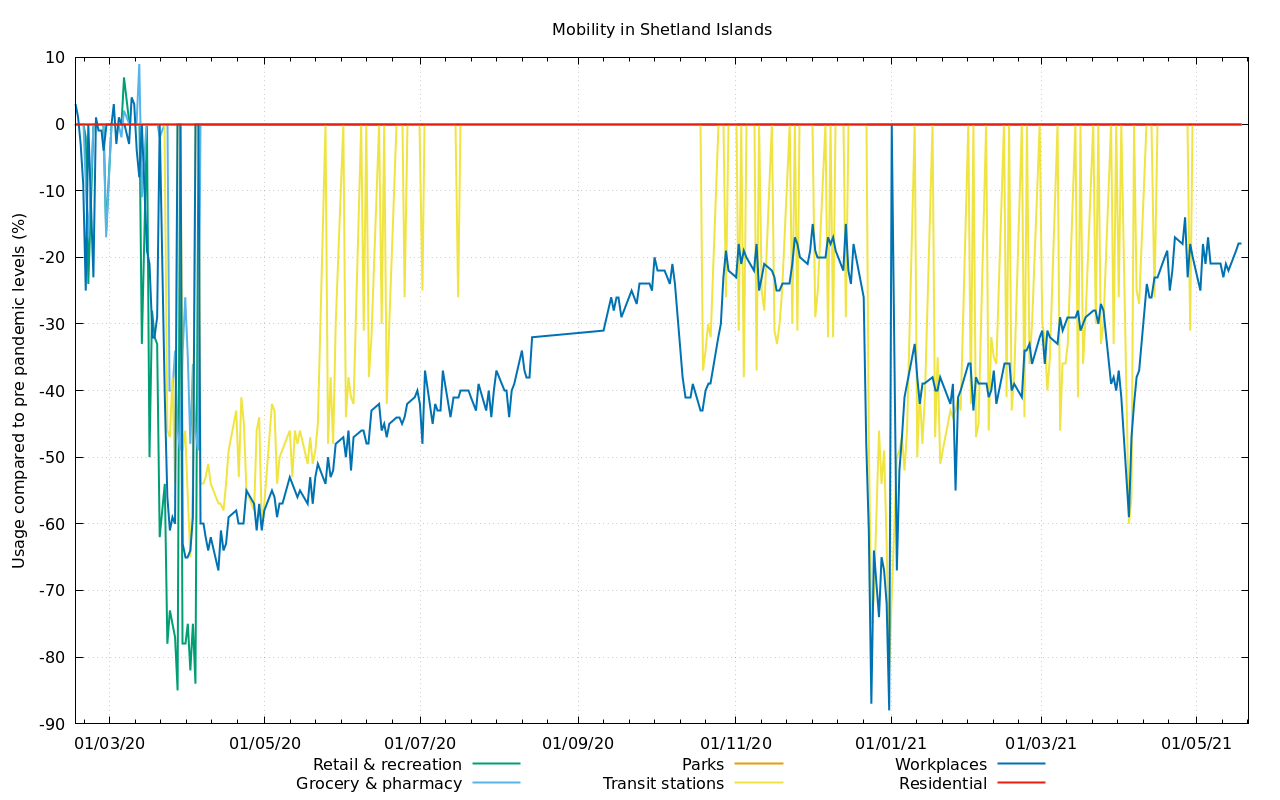 Mobility in Shetland Islands
Usage compared to pre pandemic levels (%)
10
0
-10
-20
-30
-40
-50
-60
-70
-80
-90
01/03/20 01/05/20 01/07/20 01/09/20 01/11/20 01/01/21 01/03/21 01/05/21
Retail & recreation Parks Workplaces
Grocery & pharmacy Transit stations Residential